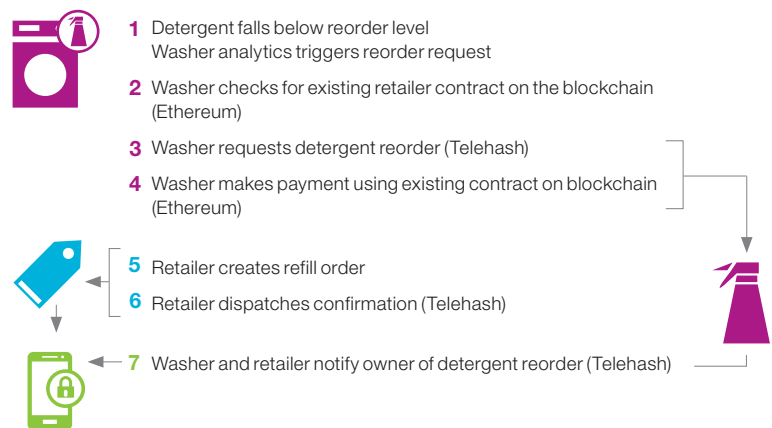 1 Detergent falls below reorder level
Washer analytics triggers reorder request
2 Washer checks for existing retailer contract on the blockchain
(Ethereum)
3 Washer requests detergent reorder (Telehash)
4 Washer makes payment using existing contract on blockchain
(Ethereum)
5 Retailer creates refill order
6 Retailer dispatches confirmation (Telehash)
7 Washer and retailer notify owner of detergent reorder (Telehash)